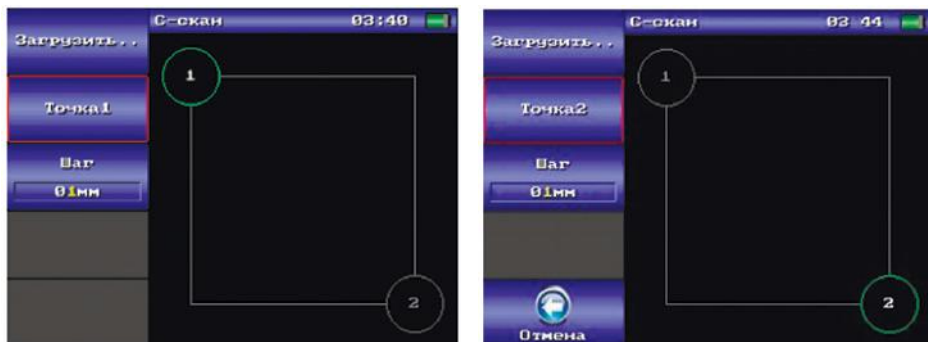 С-скан 03:40
Загрузить..
1
Точка1
Шаг
01мм
2
С-скан 03 44
Загрузить..
1
Точка2
Шаг
01мм
2
Отмена